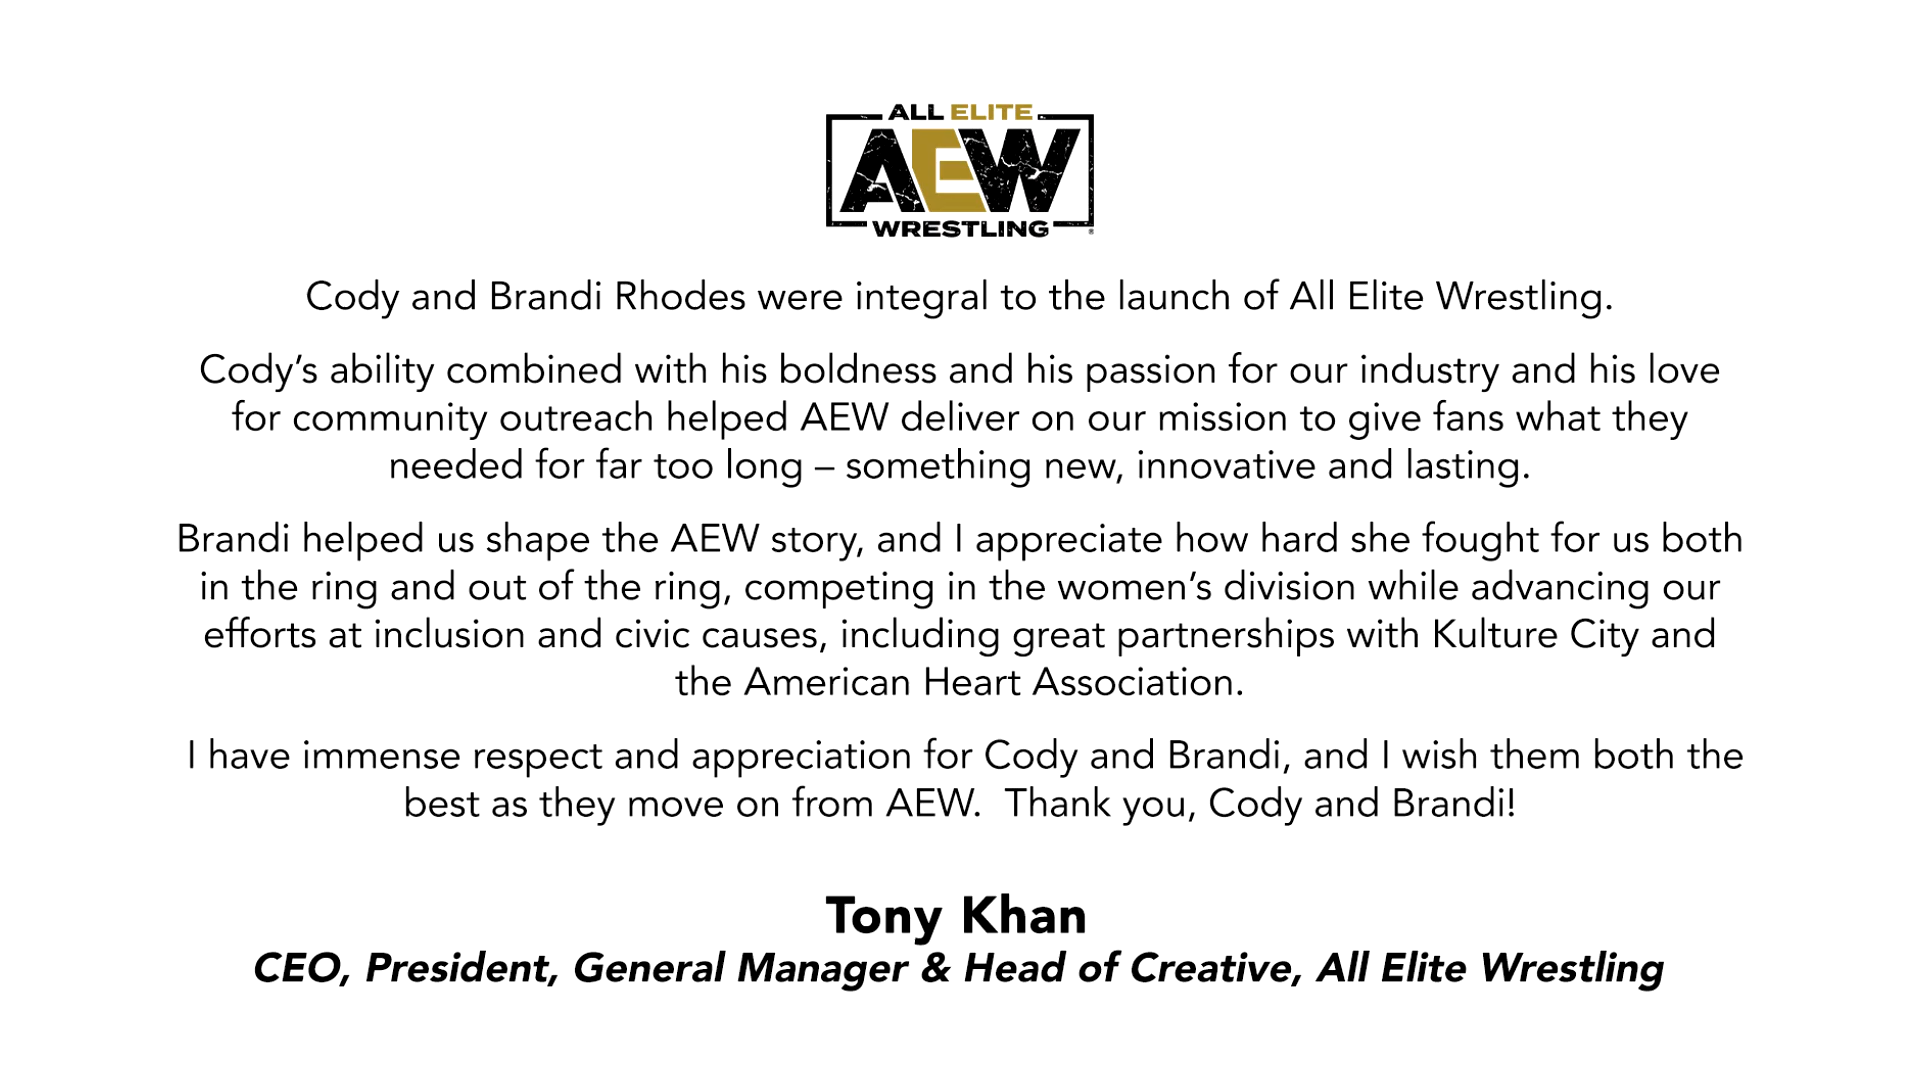 ALL ELITE
AEW
WRESTLING
Cody and Brandi Rhodes were integral to the launch of All Elite Wrestling.
Cody’s ability combined with his boldness and his passion for our industry and his love
for community outreach helped AEW deliver on our mission to give fans what they
needed for far too long – something new, innovative and lasting.
Brandi helped us shape the AEW story, and I appreciate how hard she fought for us both
in the ring and out of the ring, competing in the women’s division while advancing our
efforts at inclusion and civic causes, including great partnerships with Kulture City and
the American Heart Association.
I have immense respect and appreciation for Cody and Brandi, and I wish them both the
best as they move on from AEW.  Thank you, Cody and Brandi!
Tony Khan
CEO, President, General Manager & Head of Creative, All Elite Wrestling